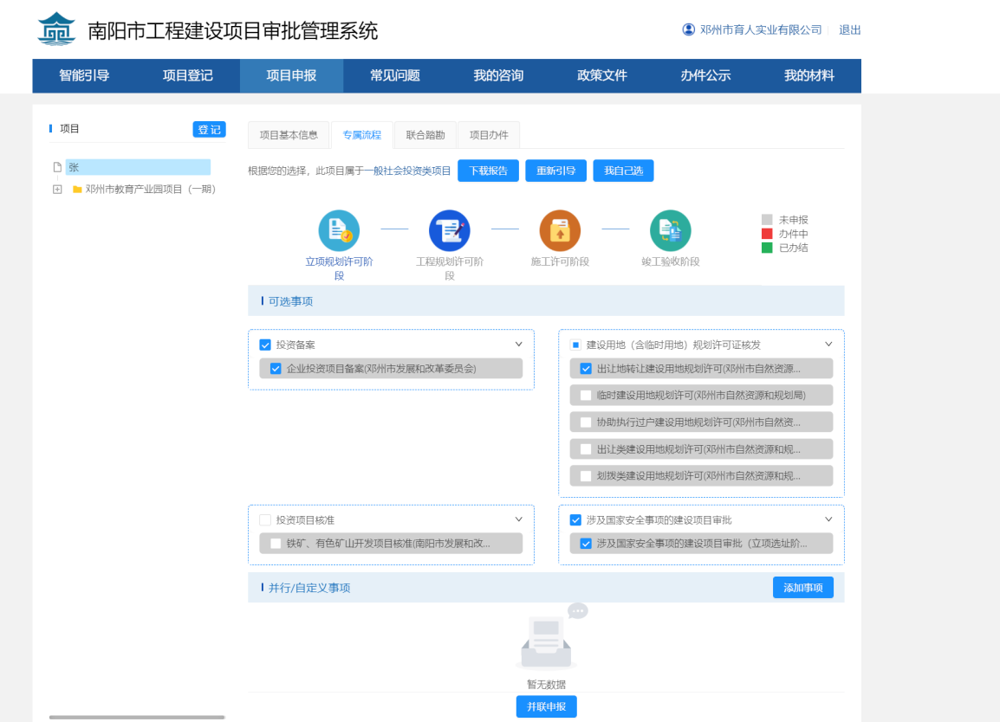 南阳市工程建设项目审批管理系统
邓州市育人实业有限公司 退出
智能引导 项目登记 项目申报 常见问题 我的咨询 政策文件 办件公示 我的材料
项目 登记
张
邓州市教育产业园项目（一期）
项目基本信息 专属流程 联合踏勘 项目办件
根据您的选择，此项目属于一般社会投资类项目 下载报告 重新引导 我自己选
立项规划许可阶段
工程规划许可阶段
施工许可阶段
竣工验收阶段
未申报
办件中
已办结
可选事项
投资备案
企业投资项目备案(邓州市发展和改革委员会)
建设用地（含临时用地）规划许可证核发
出让地转让建设用地规划许可(邓州市自然资源...
临时建设用地规划许可(邓州市自然资源和规划局)
协助执行过户建设用地规划许可(邓州市自然资...
出让类建设用地规划许可(邓州市自然资源和规...
划拨类建设用地规划许可(邓州市自然资源和规...
投资项目核准
铁矿、有色矿山开发项目核准(南阳市发展和改...
涉及国家安全事项的建设项目审批
涉及国家安全事项的建设项目审批（立项选址阶...
并行/自定义事项 添加事项
暂无数据
并联申报